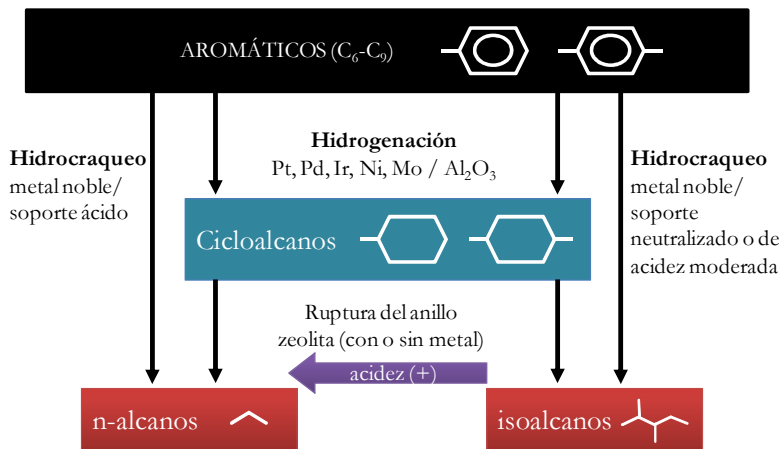 AROMÁTICOS (C₆-C₉)
Hidrocraqueo
metal noble/
soporte ácido
Hidrogenación
Pt, Pd, Ir, Ni, Mo / Al₂O₃
Hidrocraqueo
metal noble/
soporte
neutralizado o de
acidez moderada
Cicloalcanos
Ruptura del anillo
zeolita (con o sin metal)
acidez (+)
n-alcanos
isoalcanos